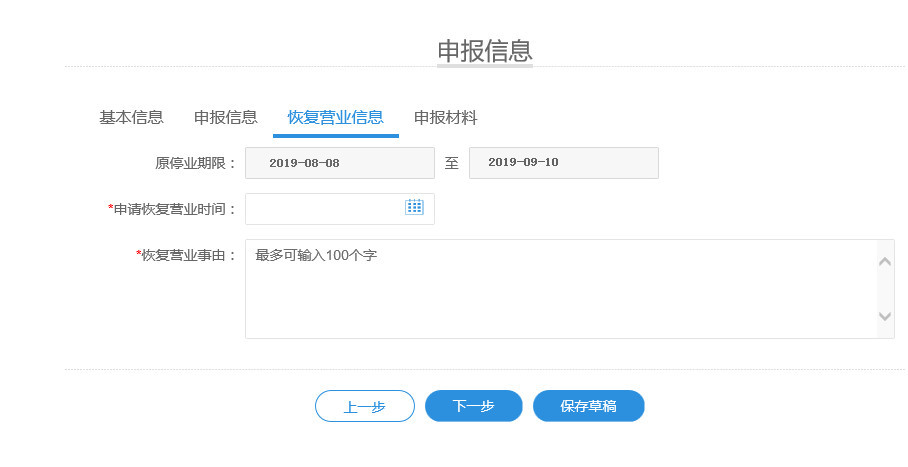 申报信息
基本信息 申报信息 恢复营业信息 申报材料
原停业期限： 2019-08-08 至 2019-09-10
*申请恢复营业时间：
*恢复营业事由： 最多可输入100个字
上一步 下一步 保存草稿